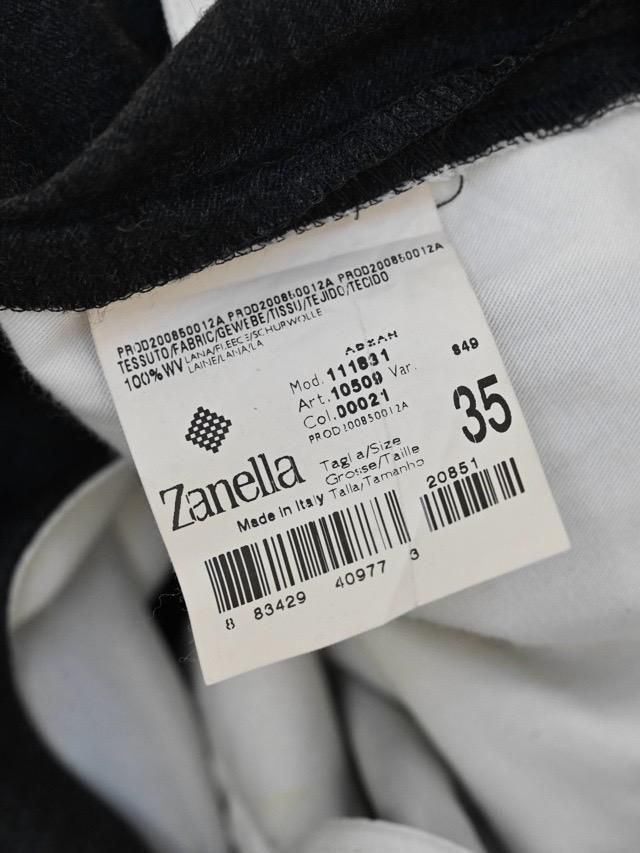 PROD200850012A PROD200850012A PROD200850012A
TESSUTO/FABRIC/GEWEBE/TISSU/TEJIDO/TECIDO
100%WV LANA/FLEECE/SCHURWOLLE
LAINE/LANA/LA
Mod. 111831
Art. 10509 Var. 849
Col. 00021
PROD200850012A
35
Zanella
Tagl a/Size
Grosse/Taille
Made in Italy Talla/Tamanho
20851
8 83429 40977 3